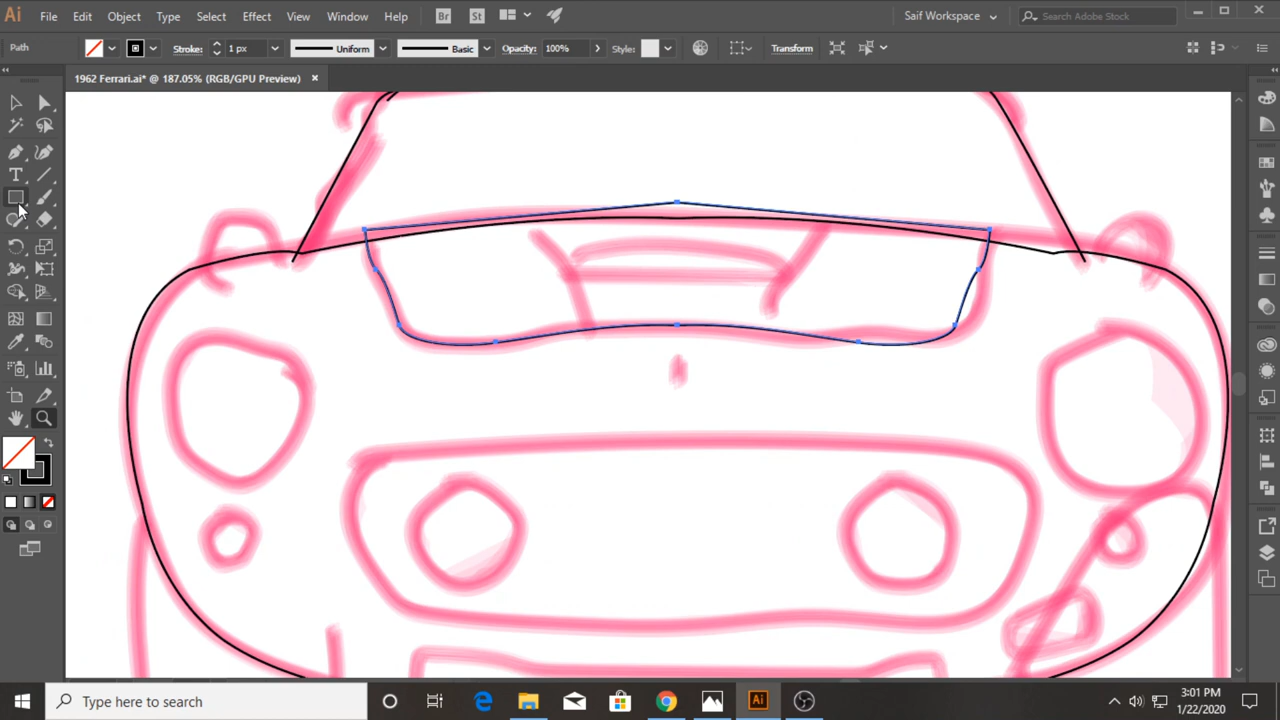 Ai File Edit Object Type Select Effect View Window Help Br St Saif Workspace Search Adobe Stock
Path Stroke: 1 px Uniform Basic Opacity: 100% Style: Transform
1962 Ferrari.ai* @ 187.05% (RGB/GPU Preview)
T
Type here to search Ai 3:01 PM
1/22/2020